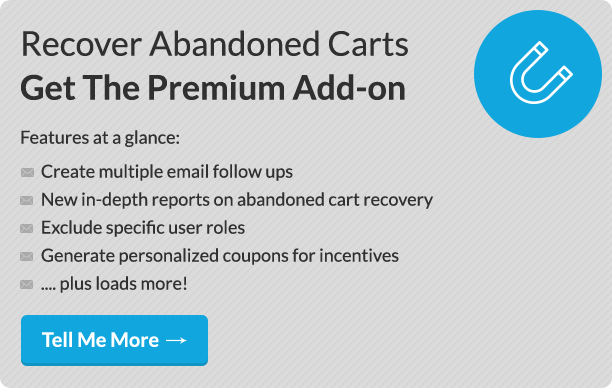 Recover Abandoned Carts
Get The Premium Add-on
Features at a glance:
Create multiple email follow ups
New in-depth reports on abandoned cart recovery
Exclude specific user roles
Generate personalized coupons for incentives
.... plus loads more!
Tell Me More →